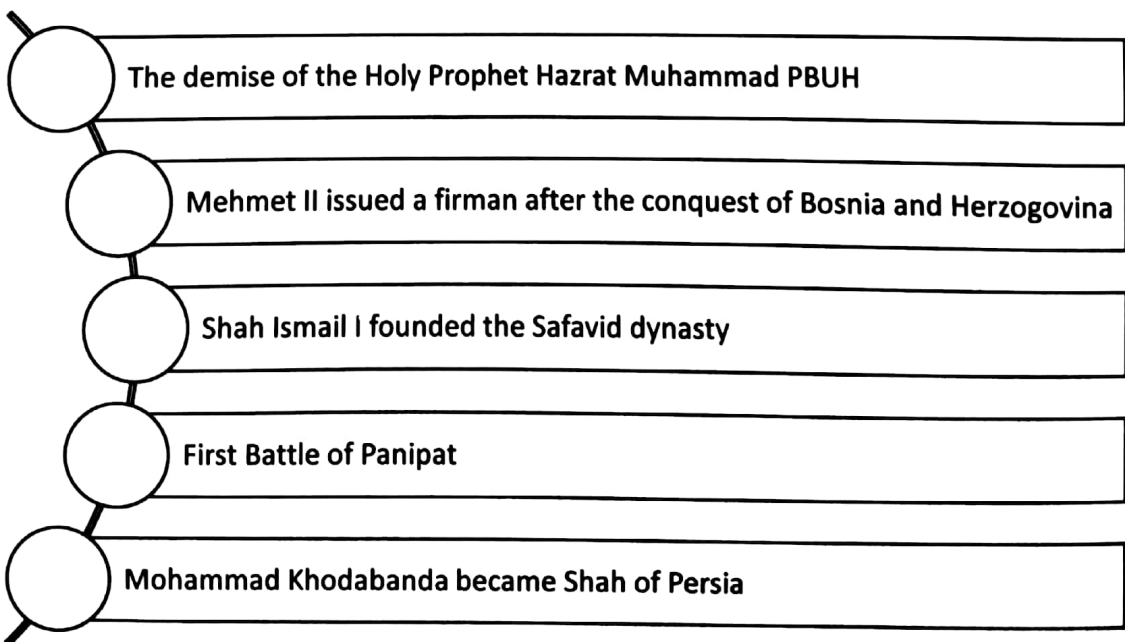 The demise of the Holy Prophet Hazrat Muhammad PBUH
Mehmet II issued a firman after the conquest of Bosnia and Herzogovina
Shah Ismail I founded the Safavid dynasty
First Battle of Panipat
Mohammad Khodabanda became Shah of Persia